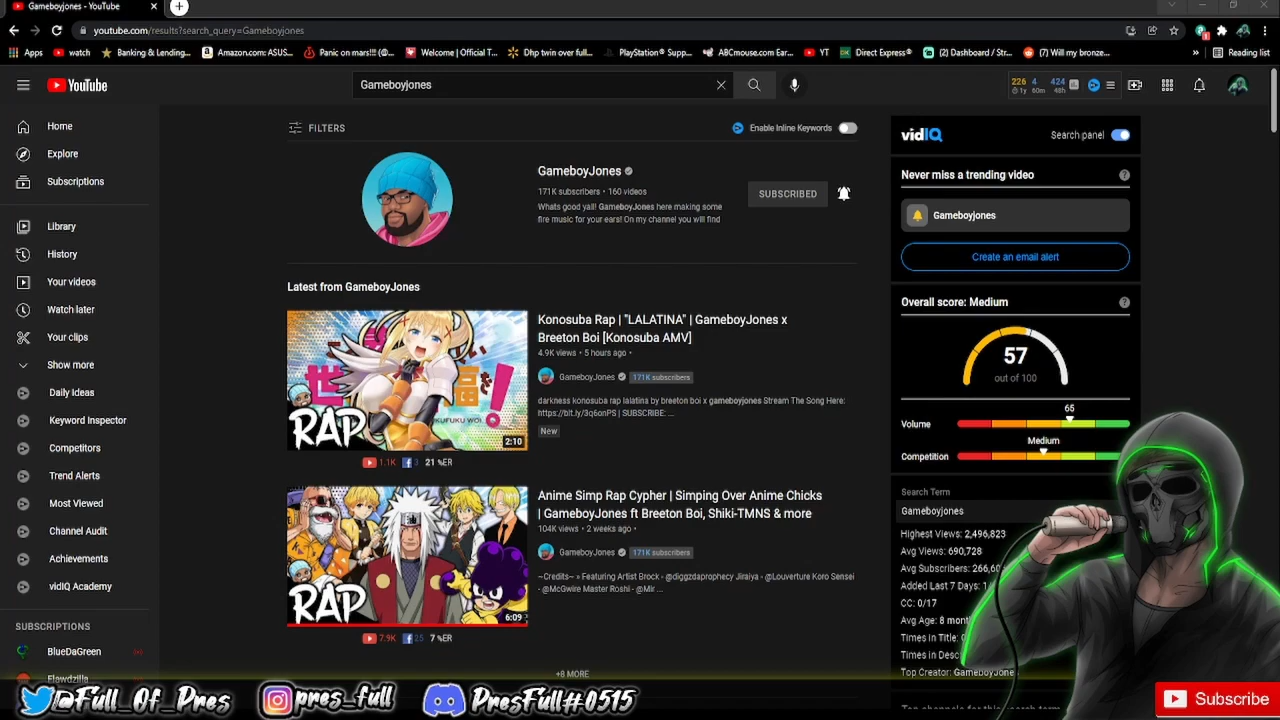 Gameboyjones - YouTube
youtube.com/results?search_query=Gameboyjones
Apps
watch
Banking & Lending...
Amazon.com: ASUS...
Panic on mars!!! (@...
Welcome | Official T...
Dhp twin over full...
PlayStation® Supp...
ABCmouse.com Ear...
YT
Direct Express®
(2) Dashboard / Str...
(7) Will my bronze...
»
Reading list
YouTube
Gameboyjones
226 4 424
1y 60m 48h
Home
Explore
Subscriptions
Library
History
Your videos
Watch later
Your clips
Show more
Daily Ideas
Keyword Inspector
Competitors
Trend Alerts
Most Viewed
Channel Audit
Achievements
vidIQ Academy
SUBSCRIPTIONS
BlueDaGreen
Flawdzilla
FILTERS
Enable Inline Keywords
GameboyJones
171K subscribers • 160 videos
Whats good yall! GameboyJones here making some
fire music for your ears! On my channel you will find
SUBSCRIBED
Latest from GameboyJones
RAP
2:10
Konosuba Rap | "LALATINA" | GameboyJones x
Breeton Boi [Konosuba AMV]
4.9K views • 5 hours ago •
GameboyJones 171K subscribers
darkness konosuba rap lalatina by breeton boi x gameboyjones Stream The Song Here:
https://bit.ly/3q6onPS | SUBSCRIBE: ...
New
1.1K 3 21 %ER
RAP
6:09
Anime Simp Rap Cypher | Simping Over Anime Chicks
| GameboyJones ft Breeton Boi, Shiki-TMNS & more
104K views • 2 weeks ago •
GameboyJones 171K subscribers
~Credits~ » Featuring Artist Brock - @diggzdaprophecy Jiraiya - @Louverture Koro Sensei
- @McGwire Master Roshi - @Mir ...
7.9K 25 7 %ER
+8 MORE
vidIQ
Search panel
Never miss a trending video
Gameboyjones
Create an email alert
Overall score: Medium
57
out of 100
65
Volume
Medium
Competition
Search Term
Gameboyjones
Highest Views: 2,496,823
Avg Views: 690,728
Avg Subscribers: 266,60
Added Last 7 Days: 1/
CC: 0/17
Avg Age: 8 mont
Times in Title:
Times in Desc
Top Creator: GameboyJone
@Full_Of_Pres
pres_full
PresFull#0515
Subscribe